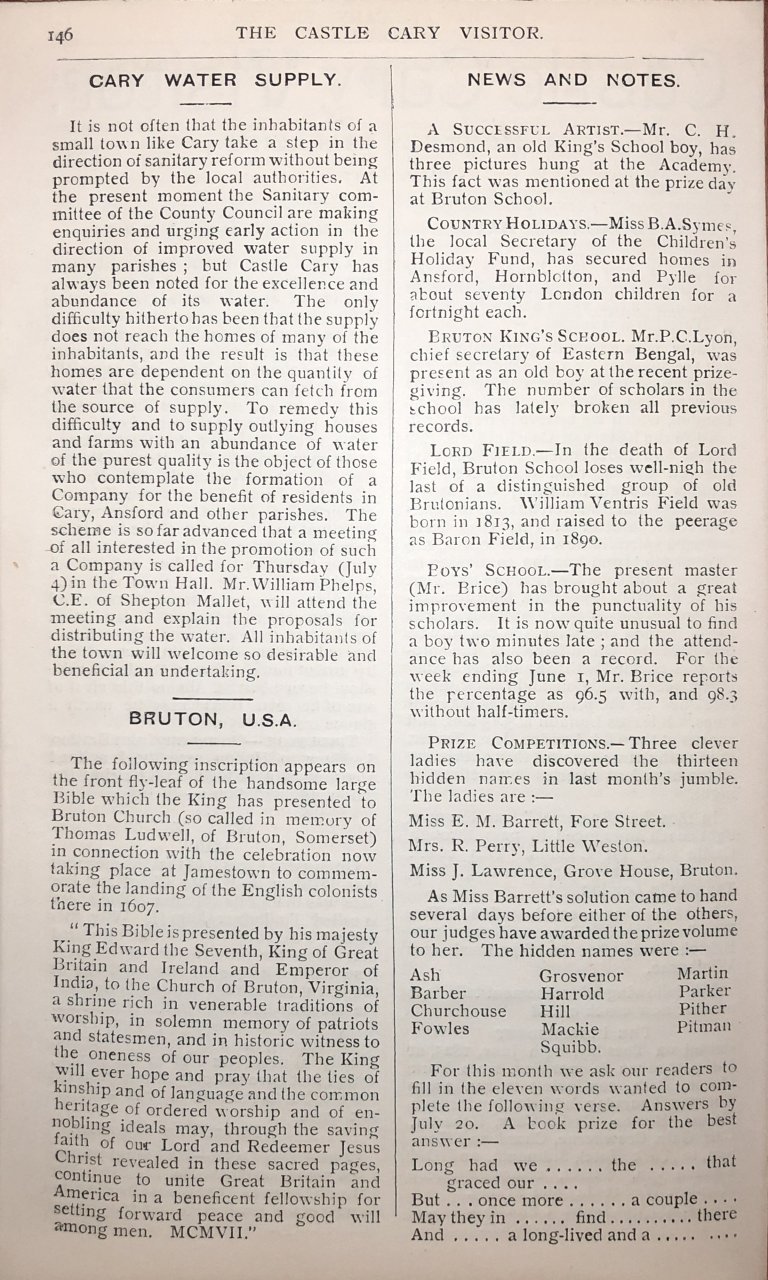 146
THE CASTLE CARY VISITOR.
CARY WATER SUPPLY.
It is not often that the inhabitants of a
small town like Cary take a step in the
direction of sanitary reform without being
prompted by the local authorities. At
the present moment the Sanitary com-
mittee of the County Council are making
enquiries and urging early action in the
direction of improved water supply in
many parishes ; but Castle Cary has
always been noted for the excellence and
abundance of its water. The only
difficulty hitherto has been that the supply
does not reach the homes of many of the
inhabitants, and the result is that these
homes are dependent on the quantity of
water that the consumers can fetch from
the source of supply. To remedy this
difficulty and to supply outlying houses
and farms with an abundance of water
of the purest quality is the object of those
who contemplate the formation of a
Company for the benefit of residents in
Cary, Ansford and other parishes. The
scheme is so far advanced that a meeting
of all interested in the promotion of such
a Company is called for Thursday (July
4) in the Town Hall. Mr. William Phelps,
C.E. of Shepton Mallet, will attend the
meeting and explain the proposals for
distributing the water. All inhabitants of
the town will welcome so desirable and
beneficial an undertaking.
BRUTON, U.S.A.
The following inscription appears on
the front fly-leaf of the handsome large
Bible which the King has presented to
Bruton Church (so called in memory of
Thomas Ludwell, of Bruton, Somerset)
in connection with the celebration now
taking place at Jamestown to commem-
orate the landing of the English colonists
there in 1607.
" This Bible is presented by his majesty
King Edward the Seventh, King of Great
Britain and Ireland and Emperor of
India, to the Church of Bruton, Virginia,
a shrine rich in venerable traditions of
worship, in solemn memory of patriots
and statesmen, and in historic witness to
the oneness of our peoples. The King
will ever hope and pray that the ties of
kinship and of language and the common
heritage of ordered worship and of en-
nobling ideals may, through the saving
faith of our Lord and Redeemer Jesus
Christ revealed in these sacred pages,
continue to unite Great Britain and
America in a beneficent fellowship for
setting forward peace and good will
among men. MCMVII."
NEWS AND NOTES.
A SUCCESSFUL ARTIST.—Mr. C. H.
Desmond, an old King's School boy, has
three pictures hung at the Academy.
This fact was mentioned at the prize day
at Bruton School.
COUNTRY HOLIDAYS.—Miss B.A.Symes,
the local Secretary of the Children's
Holiday Fund, has secured homes in
Ansford, Hornblotton, and Pylle for
about seventy London children for a
fortnight each.
BRUTON KING'S SCHOOL. Mr.P.C.Lyon,
chief secretary of Eastern Bengal, was
present as an old boy at the recent prize-
giving. The number of scholars in the
school has lately broken all previous
records.
LORD FIELD.—In the death of Lord
Field, Bruton School loses well-nigh the
last of a distinguished group of old
Brutonians. William Ventris Field was
born in 1813, and raised to the peerage
as Baron Field, in 1890.
BOYS' SCHOOL.—The present master
(Mr. Brice) has brought about a great
improvement in the punctuality of his
scholars. It is now quite unusual to find
a boy two minutes late ; and the attend-
ance has also been a record. For the
week ending June 1, Mr. Brice reports
the percentage as 96.5 with, and 98.3
without half-timers.
PRIZE COMPETITIONS.—Three clever
ladies have discovered the thirteen
hidden names in last month's jumble.
The ladies are :—
Miss E. M. Barrett, Fore Street.
Mrs. R. Perry, Little Weston.
Miss J. Lawrence, Grove House, Bruton.
As Miss Barrett's solution came to hand
several days before either of the others,
our judges have awarded the prize volume
to her. The hidden names were :—
Ash Grosvenor Martin
Barber Harrold Parker
Churchouse Hill Pither
Fowles Mackie Pitman
Squibb.
For this month we ask our readers to
fill in the eleven words wanted to com-
plete the following verse. Answers by
July 20. A book prize for the best
answer :—
Long had we ...... the ..... that
graced our ....
But ... once more ...... a couple ....
May they in ...... find .......... there
And ..... a long-lived and a ..... ....